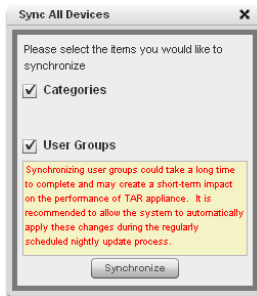 Sync All Devices
Please select the items you would like to
synchronize
Categories
User Groups
Synchronizing user groups could take a long time
to complete and may create a short-term impact
on the performance of TAR appliance. It is
recommended to allow the system to automatically
apply these changes during the regularly
scheduled nightly update process.
Synchronize